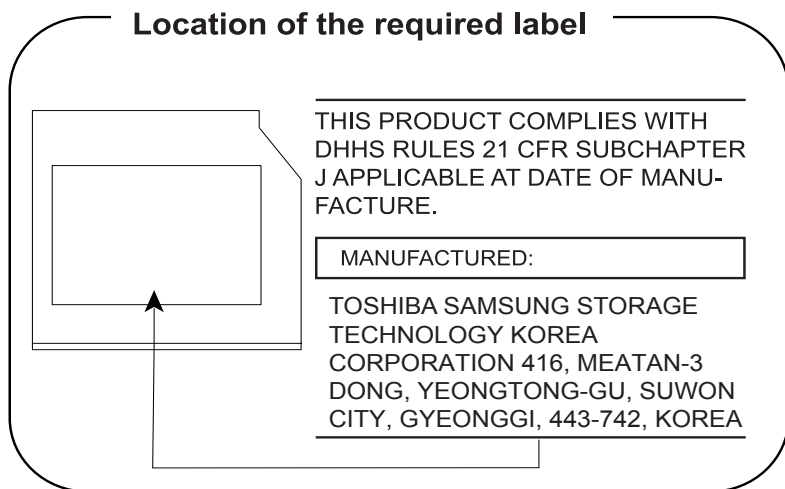 Location of the required label
THIS PRODUCT COMPLIES WITH
DHHS RULES 21 CFR SUBCHAPTER
J APPLICABLE AT DATE OF MANU-
FACTURE.
MANUFACTURED:
TOSHIBA SAMSUNG STORAGE
TECHNOLOGY KOREA
CORPORATION 416, MEATAN-3
DONG, YEONGTONG-GU, SUWON
CITY, GYEONGGI, 443-742, KOREA